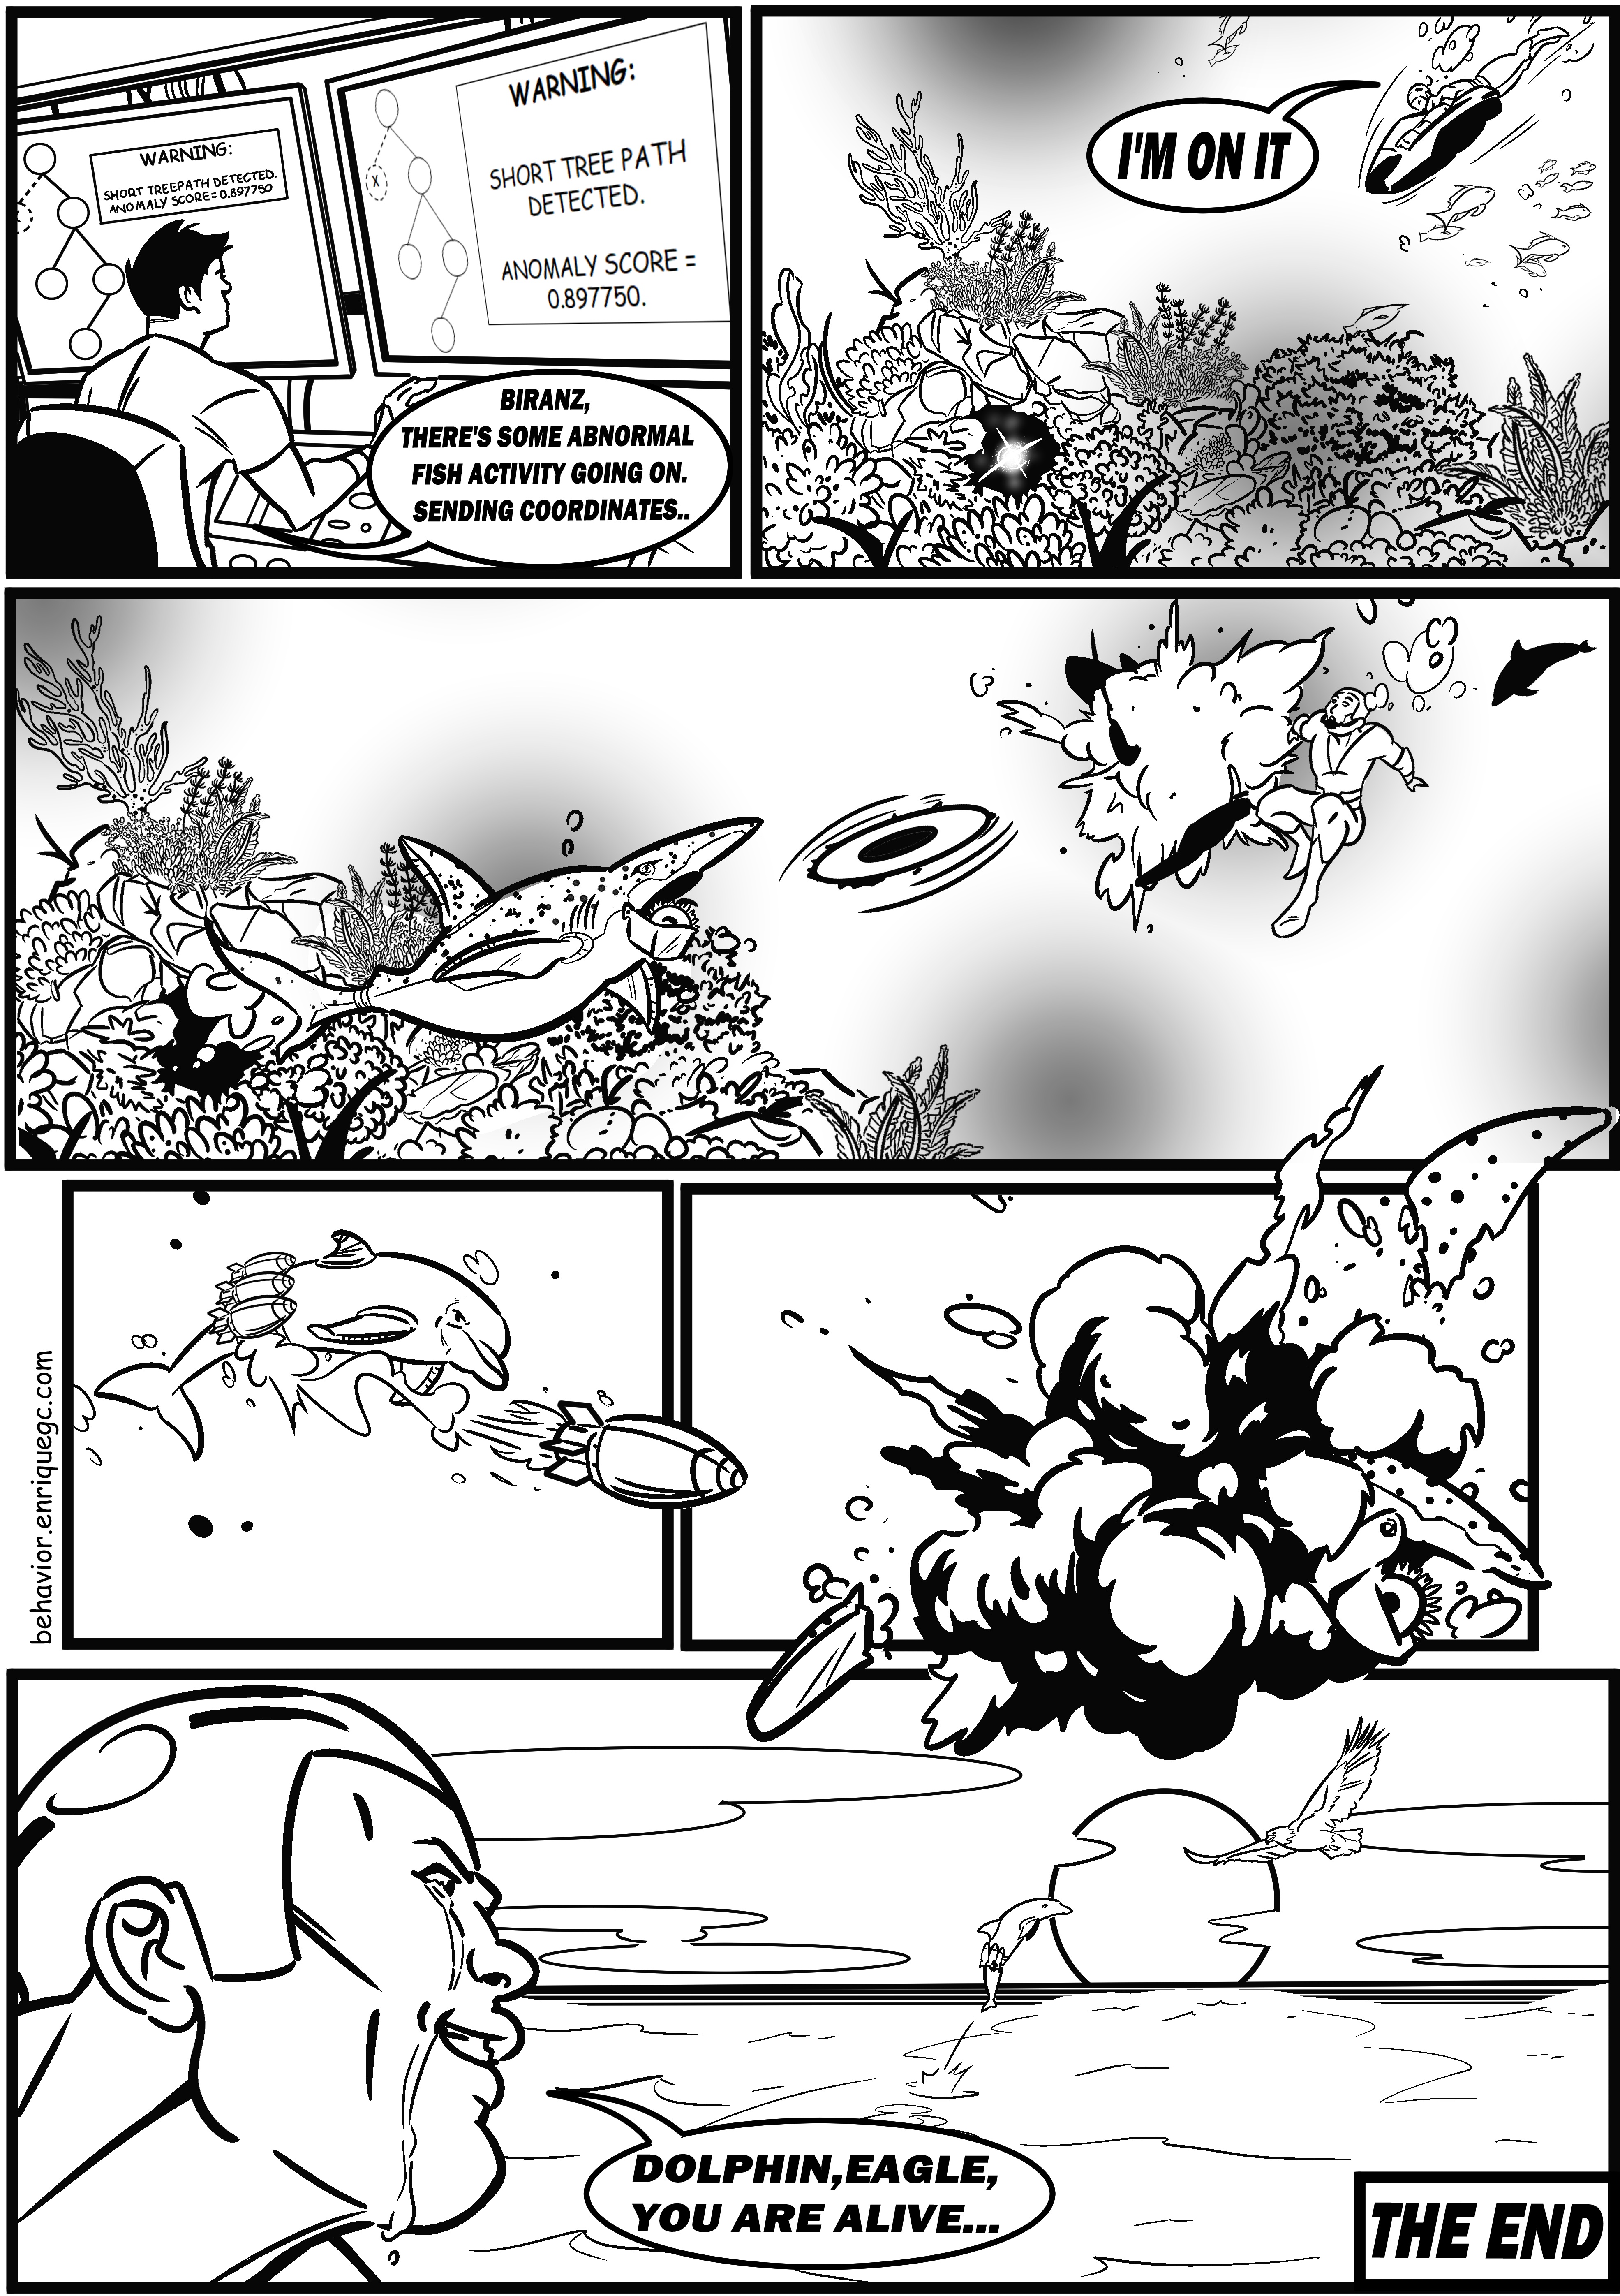 WARNING:
SHORT TREEPATH DETECTED.
ANOMALY SCORE = 0.897750
X
WARNING:
SHORT TREE PATH
DETECTED.
ANOMALY SCORE =
0.897750.
BIRANZ,
THERE'S SOME ABNORMAL
FISH ACTIVITY GOING ON.
SENDING COORDINATES..
I'M ON IT
behavior.enriquegc.com
DOLPHIN,EAGLE,
YOU ARE ALIVE...
THE END